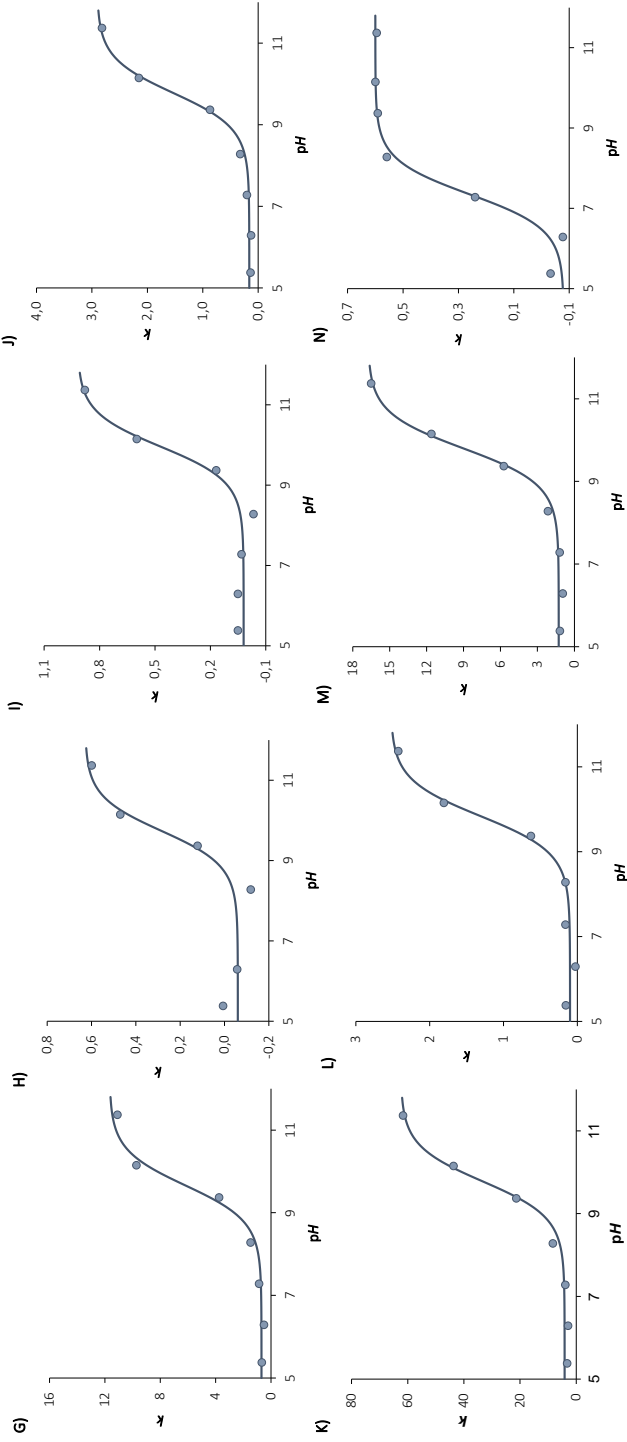 G)
16
12
8
4
0
k
5 7 9 11
pH
H)
0,8
0,6
0,4
0,2
0,0
-0,2
k
5 7 9 11
pH
I)
1,1
0,8
0,5
0,2
-0,1
k
5 7 9 11
pH
J)
4,0
3,0
2,0
1,0
0,0
k
5 7 9 11
pH
K)
80
60
40
20
0
k
5 7 9 11
pH
L)
3
2
1
0
k
5 7 9 11
pH
M)
18
15
12
9
6
3
0
k
5 7 9 11
pH
N)
0,7
0,5
0,3
0,1
-0,1
k
5 7 9 11
pH